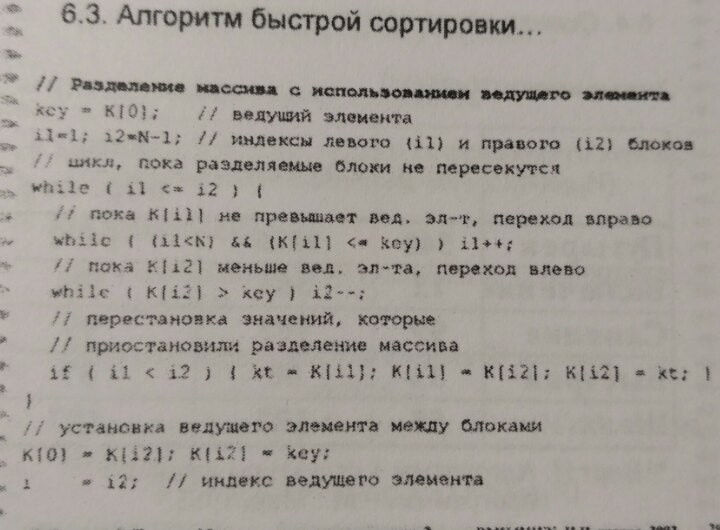 6.3. Алгоритм быстрой сортировки...
// Разделение массива с использованием ведущего элемента
key = K[0]; // ведущий элемента
i1=1; i2=N-1; // индексы левого (i1) и правого (i2) блоков
// цикл, пока разделяемые блоки не пересекутся
while ( i1 <= i2 ) {
// пока K[i1] не превышает вед. эл-т, переход вправо
while ( (i1<N) && (K[i1] <= key) ) i1++;
// пока K[i2] меньше вед. эл-та, переход влево
while ( K[i2] > key ) i2--;
// перестановка значений, которые
// приостановили разделение массива
if ( i1 < i2 ) { kt = K[i1]; K[i1] = K[i2]; K[i2] = kt; }
}
// установка ведущего элемента между блоками
K[0] = K[i2]; K[i2] = key;
i = i2; // индекс ведущего элемента